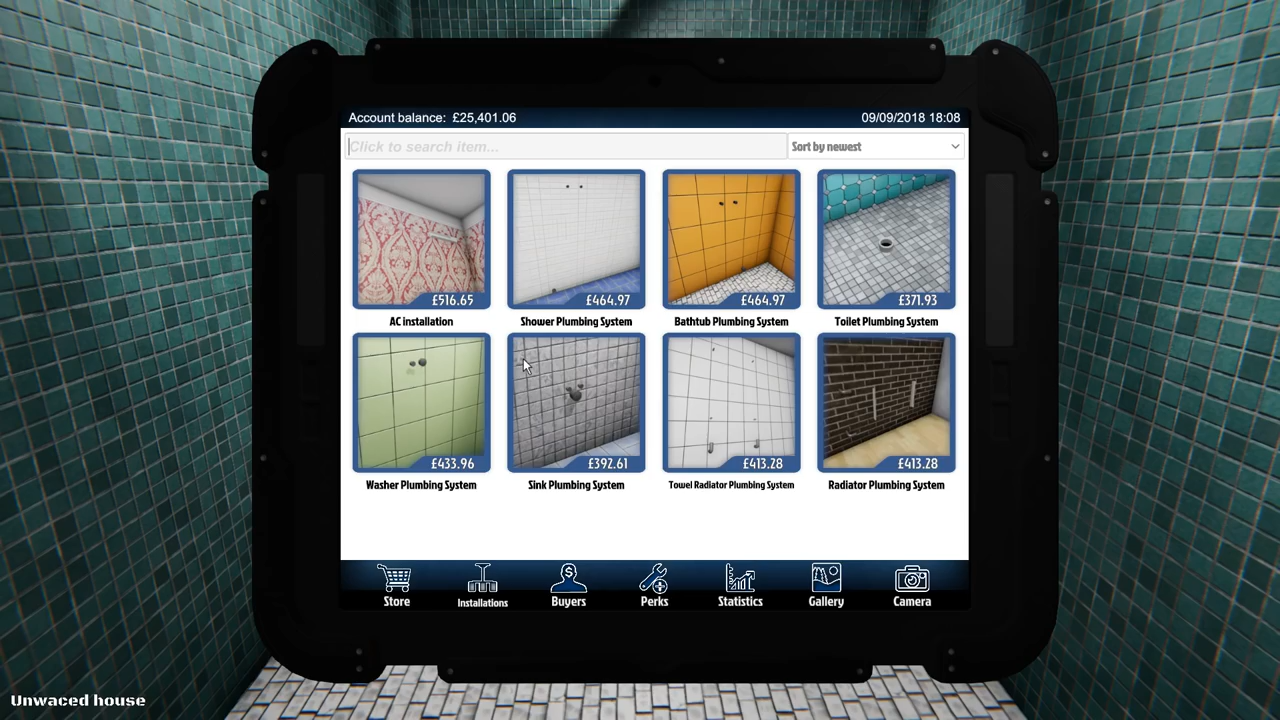 Account balance: £25,401.06
09/09/2018 18:08
Click to search item...
Sort by newest
£516.65
£464.97
£464.97
£371.93
AC installation
Shower Plumbing System
Bathtub Plumbing System
Toilet Plumbing System
£433.96
£392.61
£413.28
£413.28
Washer Plumbing System
Sink Plumbing System
Towel Radiator Plumbing System
Radiator Plumbing System
Store
Installations
Buyers
Perks
Statistics
Gallery
Camera
Unwaced house